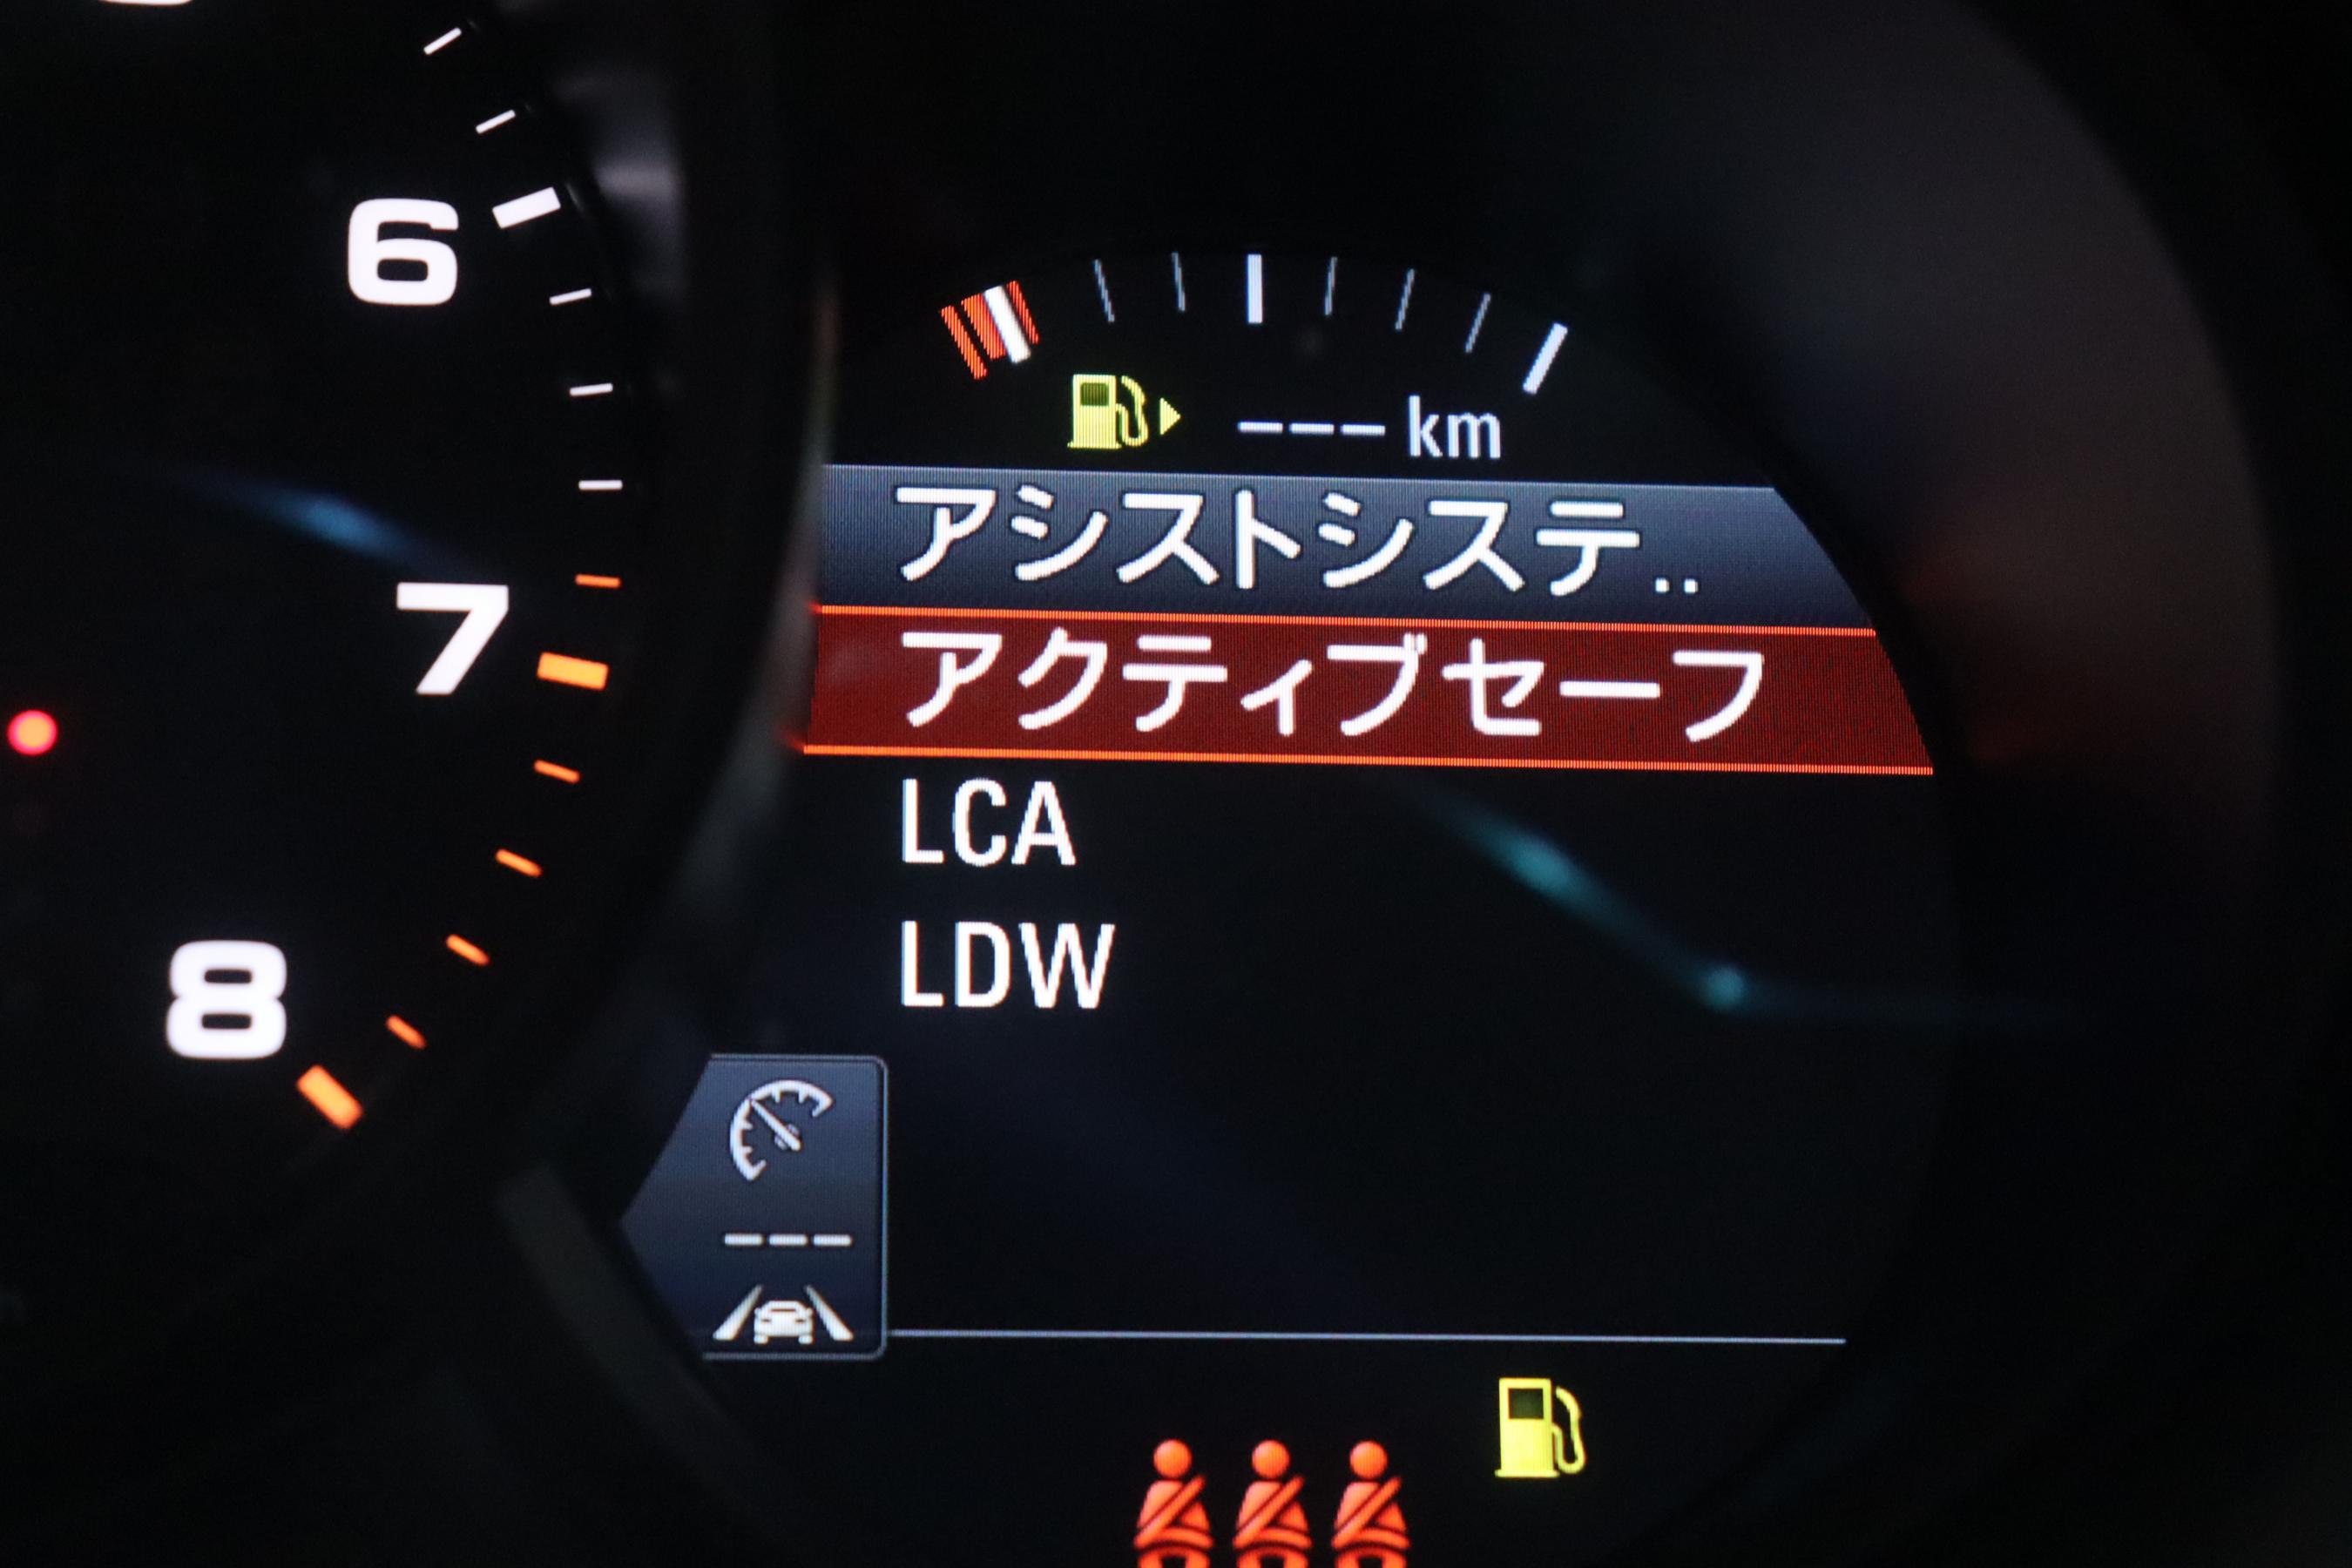 6
7
8
--- km
アシストシステ..
アクティブセーフ
LCA
LDW
---